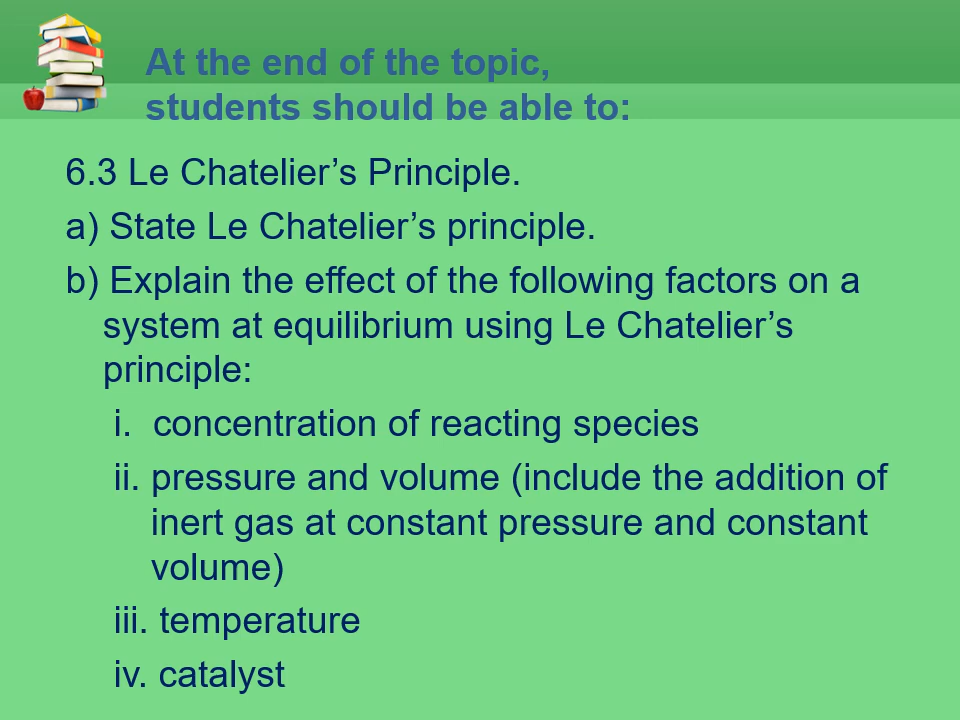 At the end of the topic,
students should be able to:
6.3 Le Chatelier’s Principle.
a) State Le Chatelier’s principle.
b) Explain the effect of the following factors on a
system at equilibrium using Le Chatelier’s
principle:
i. concentration of reacting species
ii. pressure and volume (include the addition of
inert gas at constant pressure and constant
volume)
iii. temperature
iv. catalyst